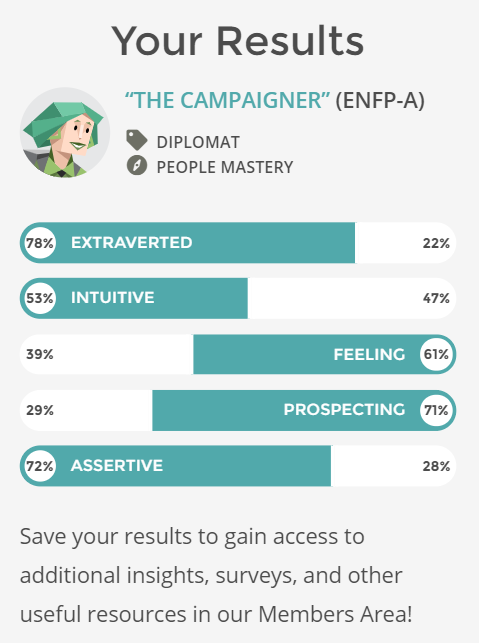 Your Results
“THE CAMPAIGNER” (ENFP-A)
DIPLOMAT
PEOPLE MASTERY
78% EXTRAVERTED 22%
53% INTUITIVE 47%
39% FEELING 61%
29% PROSPECTING 71%
72% ASSERTIVE 28%
Save your results to gain access to
additional insights, surveys, and other
useful resources in our Members Area!